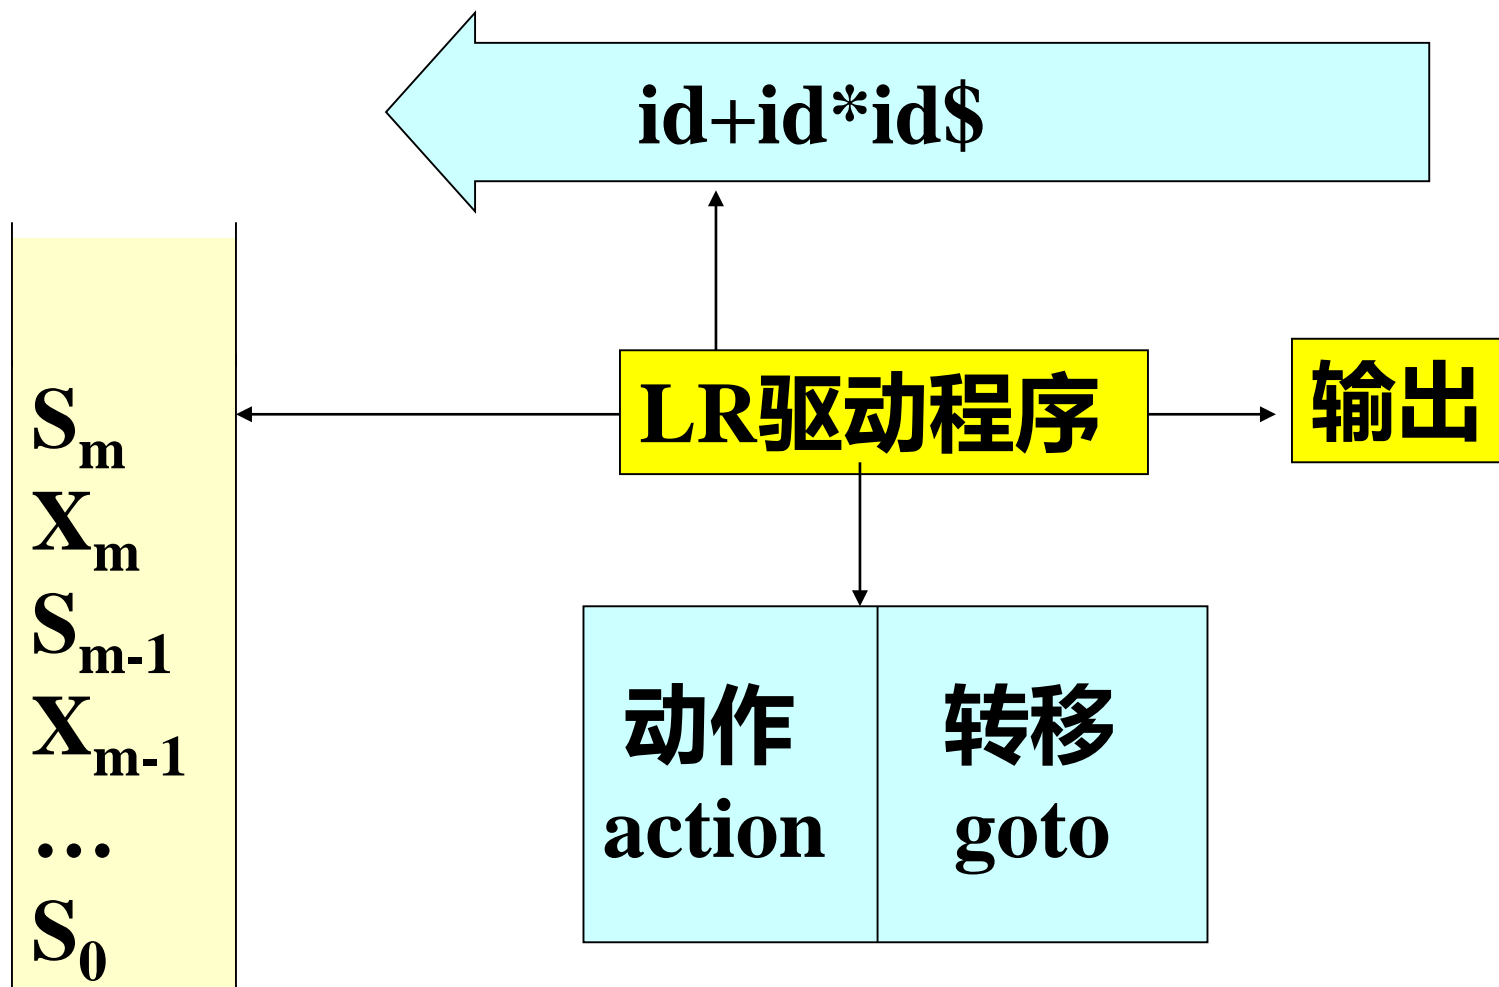 id+id*id$
LR驱动程序
输出
Sm
Xm
Sm-1
Xm-1
…
S0
动作
action
转移
goto